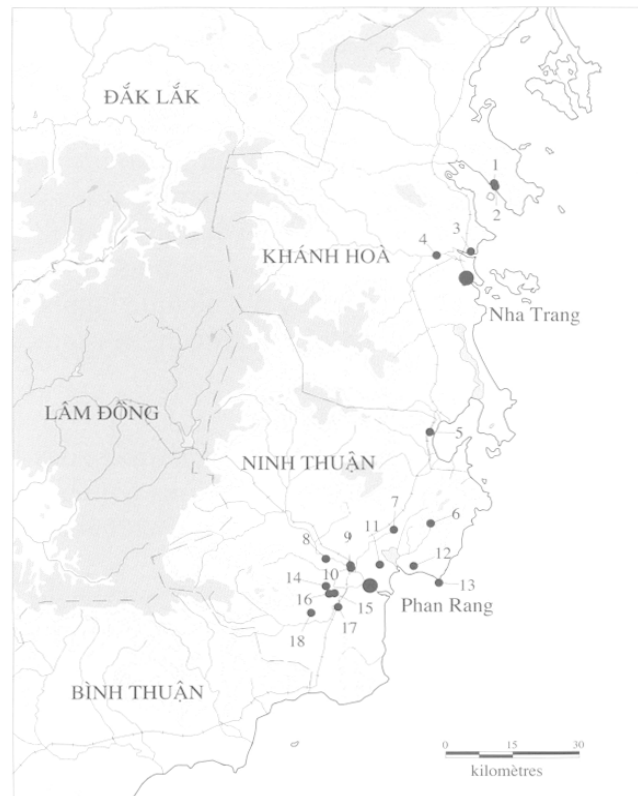 ĐẮK LẮK
1
2
3
4
KHÁNH HOÀ
Nha Trang
LÂM ĐỒNG
5
NINH THUẬN
7
6
11
8
9
12
14
10
13
16
15
Phan Rang
18
17
BÌNH THUẬN
0 15 30
kilomètres